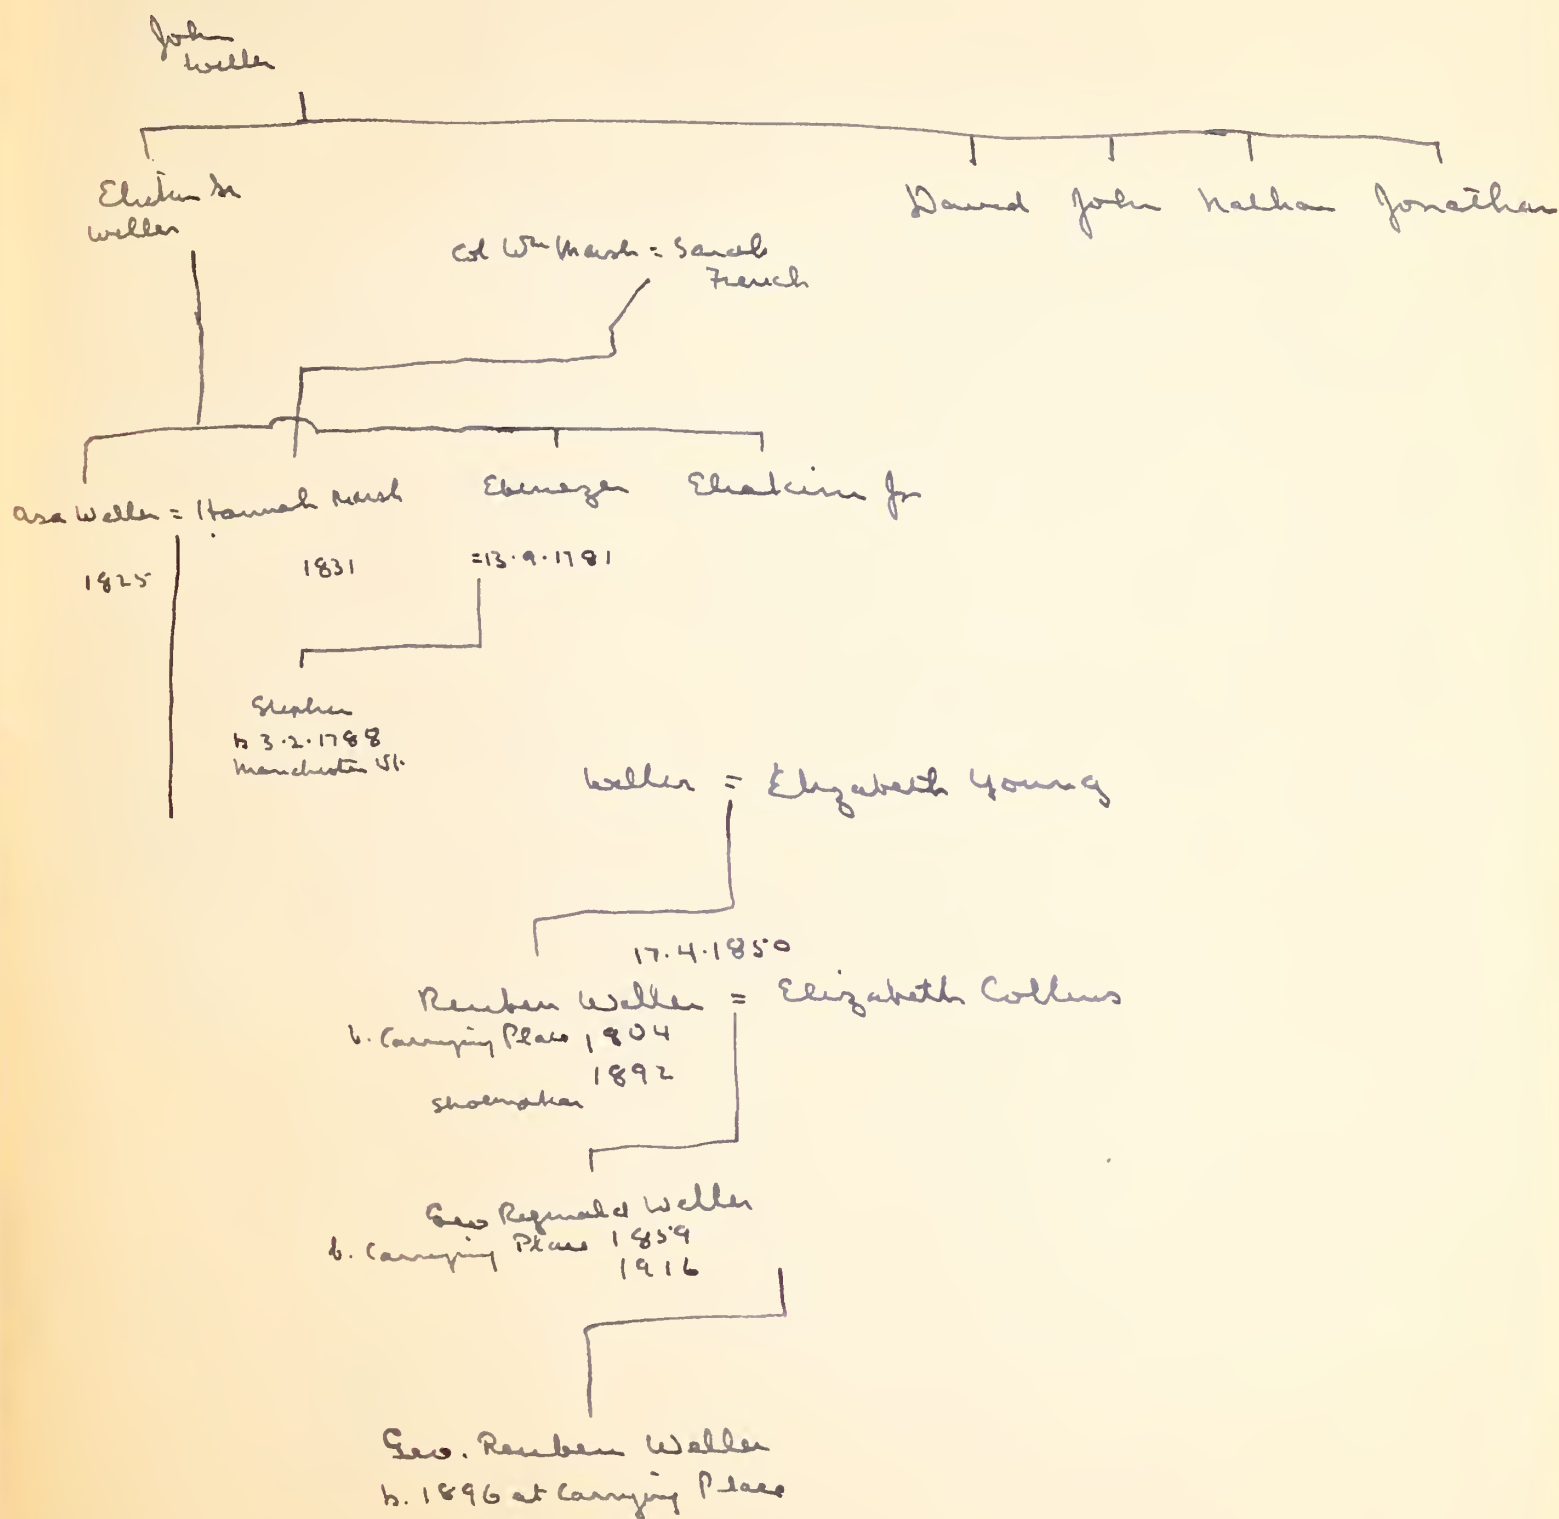 John
Weller
Eliakim Sr
Weller
David John Nathan Jonathan
Col Wm Marsh = Sarah
French
Asa Weller = Hannah Marsh Ebenezer Eliakim Jr
1825 1831 =13.9.1781
Stephen
b 3.2.1788
Manchester Vt.
Weller = Elizabeth Young
17.4.1850
Reuben Weller = Elizabeth Collins
b. Carrying Place 1804
1892
shoemaker
Geo Reginald Weller
b. Carrying Place 1859
1916
Geo. Reuben Weller
b. 1896 at Carrying Place